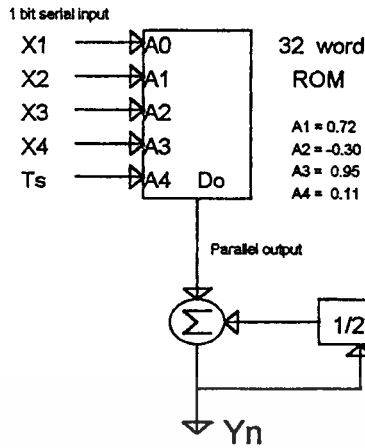 1 bit serial input
X1
X2
X3
X4
Ts
A0
A1
A2
A3
A4 Do
32 word
ROM
A1 = 0.72
A2 = -0.30
A3 = 0.95
A4 = 0.11
Parallel output
Σ
1/2
Yn